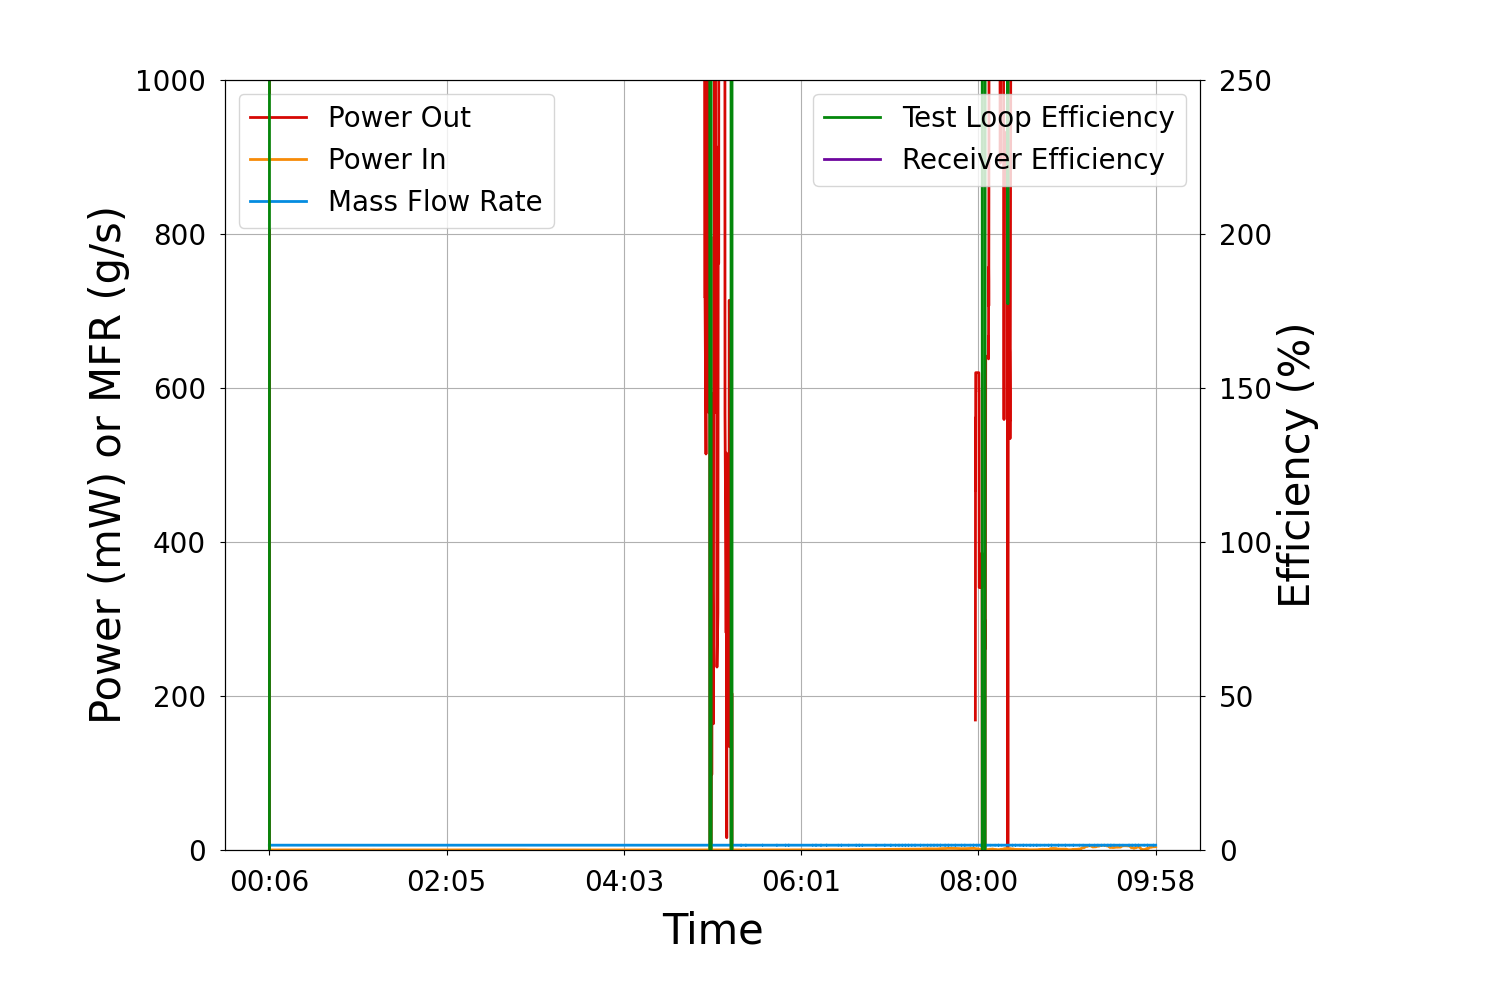 1000
800
600
400
200
0
Power (mW) or MFR (g/s)
Power Out
Power In
Mass Flow Rate
Test Loop Efficiency
Receiver Efficiency
250
200
150
100
50
0
Efficiency (%)
00:06 02:05 04:03 06:01 08:00 09:58
Time